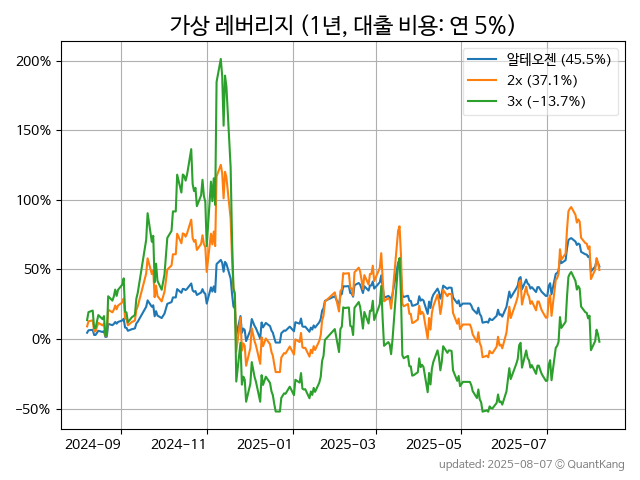 가상 레버리지 (1년, 대출 비용: 연 5%)
200%
150%
100%
50%
0%
−50%
알테오젠 (45.5%)
2x (37.1%)
3x (−13.7%)
2024-09
2024-11
2025-01
2025-03
2025-05
2025-07
updated: 2025-08-07 © QuantKang